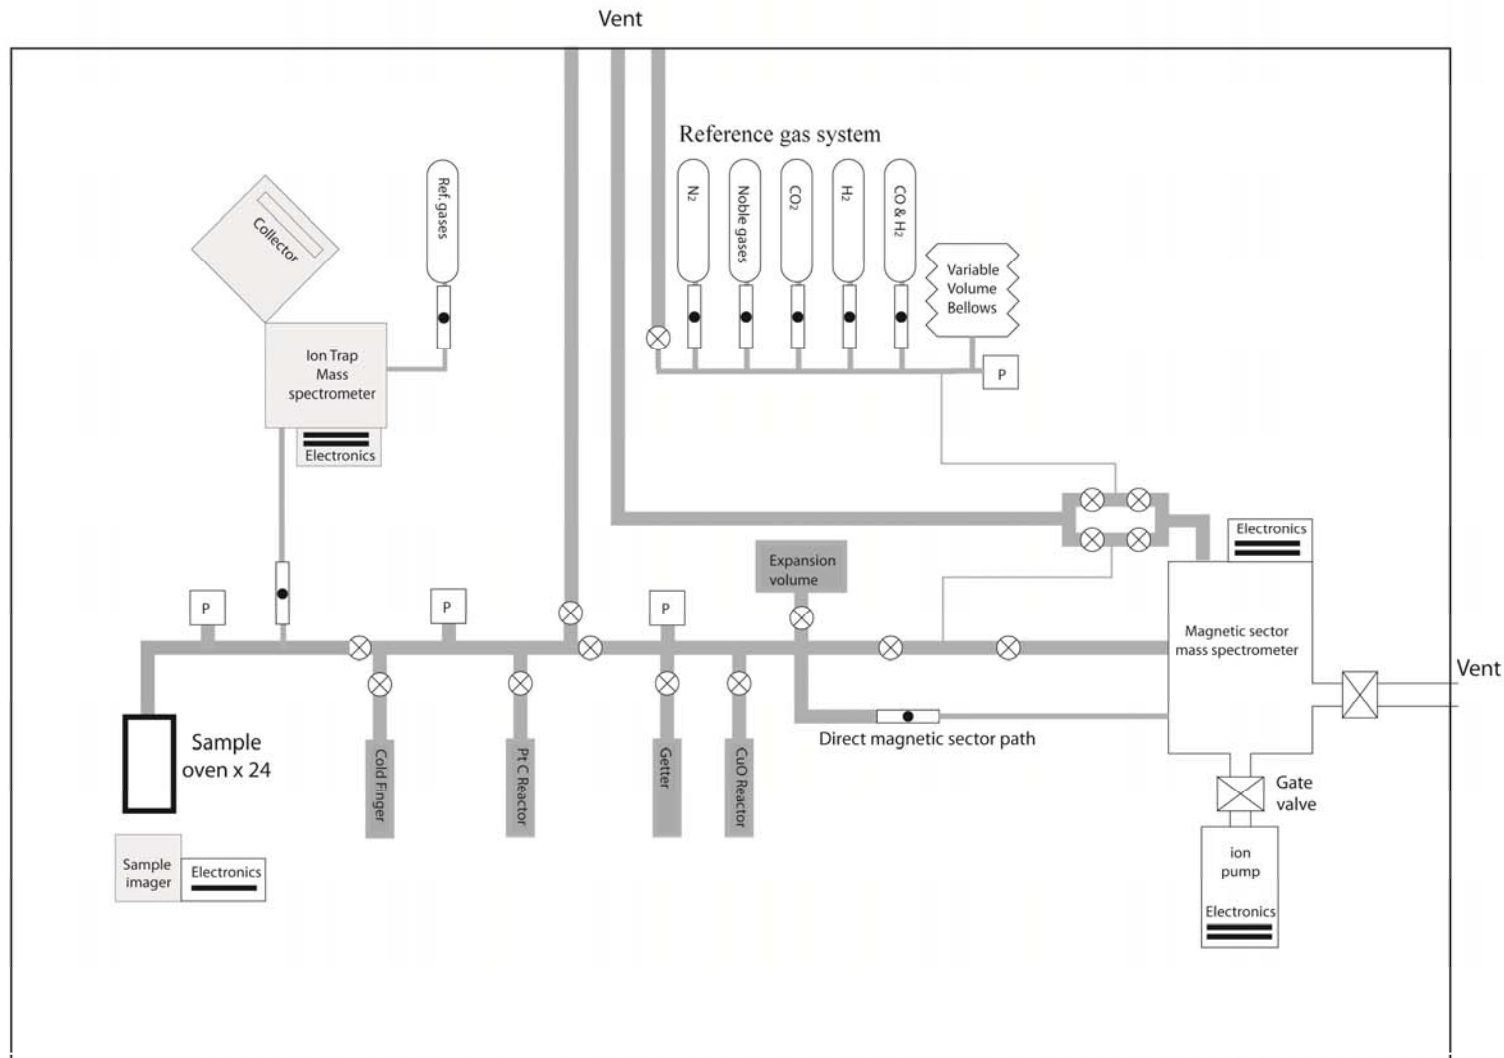 Vent
Reference gas system
Ref. gases
N2
Noble gases
CO2
H2
CO & H2
Collector
Variable
Volume
Bellows
Ion Trap
Mass
spectrometer
P
Electronics
Electronics
Expansion
volume
P
P
P
Magnetic sector
mass spectrometer
Vent
Sample
oven x 24
Direct magnetic sector path
Cold Finger
Pt C Reactor
Getter
CuO Reactor
Gate
valve
Sample
imager
Electronics
ion
pump
Electronics